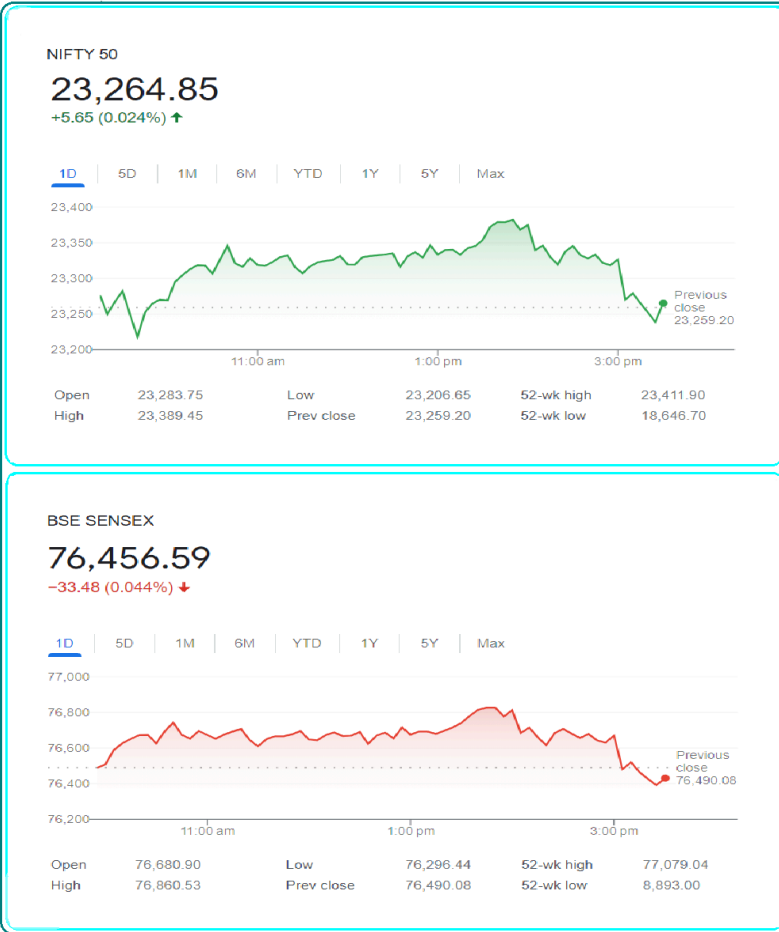 NIFTY 50
23,264.85
+5.65 (0.024%) ↑
1D 5D 1M 6M YTD 1Y 5Y Max
23,400
23,350
23,300
23,250
23,200
Previous
close
23,259.20
11:00 am 1:00 pm 3:00 pm
Open 23,283.75 Low 23,206.65 52-wk high 23,411.90
High 23,389.45 Prev close 23,259.20 52-wk low 18,646.70
BSE SENSEX
76,456.59
−33.48 (0.044%) ↓
1D 5D 1M 6M YTD 1Y 5Y Max
77,000
76,800
76,600
76,400
76,200
Previous
close
76,490.08
11:00 am 1:00 pm 3:00 pm
Open 76,680.90 Low 76,296.44 52-wk high 77,079.04
High 76,860.53 Prev close 76,490.08 52-wk low 8,893.00